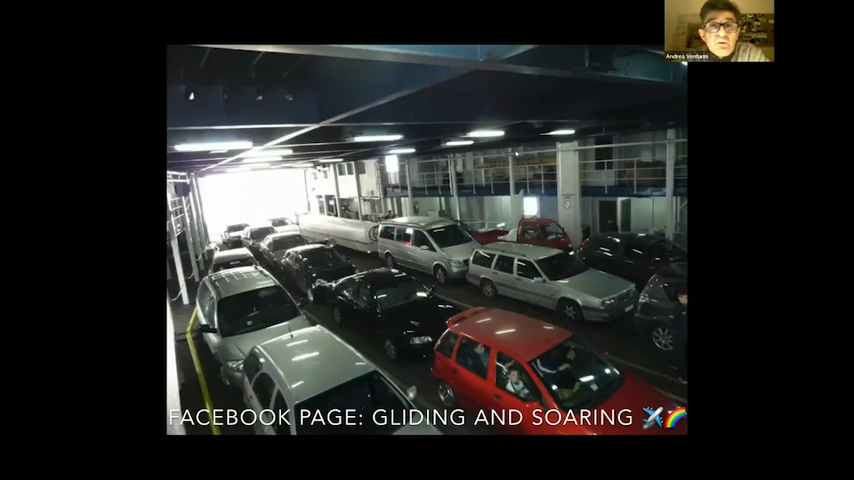 Andrea Venturini
FACEBOOK PAGE: GLIDING AND SOARING ✈️🌈